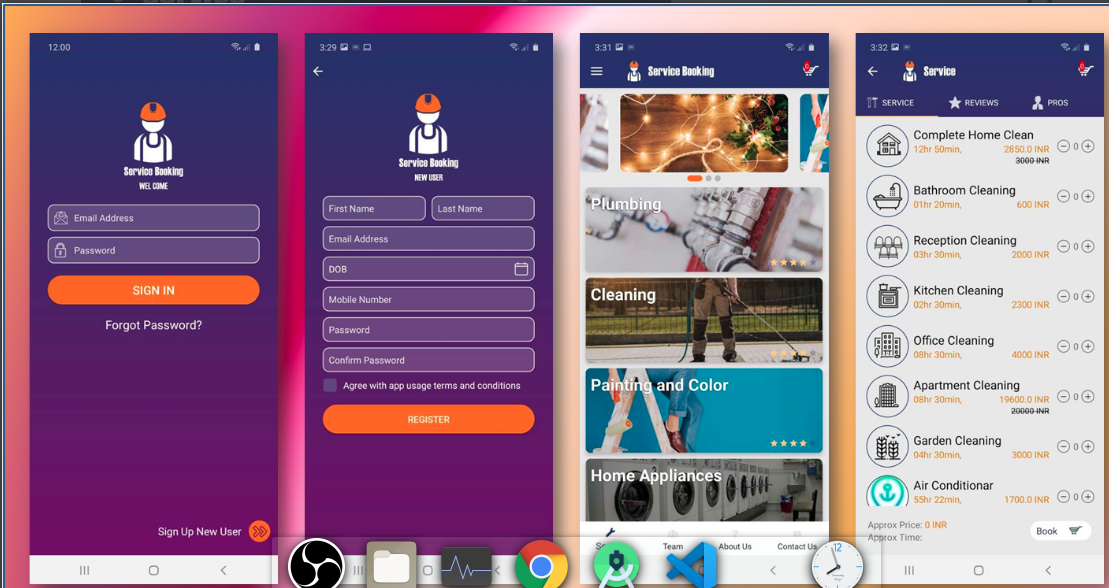 12:00
Service Booking
WEL COME
Email Address
Password
SIGN IN
Forgot Password?
Sign Up New User
3:29
Service Booking
NEW USER
First Name
Last Name
Email Address
DOB
Mobile Number
Password
Confirm Password
Agree with app usage terms and conditions
REGISTER
3:31
Service Booking
0
Plumbing
Cleaning
Painting and Color
Home Appliances
Team
About Us
Contact Us
12
3:32
Service
0
SERVICE
REVIEWS
PROS
Complete Home Clean
12hr 50min, 2850.0 INR
3000 INR
0
Bathroom Cleaning
01hr 20min, 600 INR
0
Reception Cleaning
03hr 30min, 2000 INR
0
Kitchen Cleaning
02hr 30min, 2300 INR
0
Office Cleaning
08hr 30min, 4000 INR
0
Apartment Cleaning
08hr 30min, 19600.0 INR
20000 INR
0
Garden Cleaning
04hr 30min, 3000 INR
0
Air Conditionar
55hr 22min, 1700.0 INR
0
Approx Price: 0 INR
Approx Time:
Book